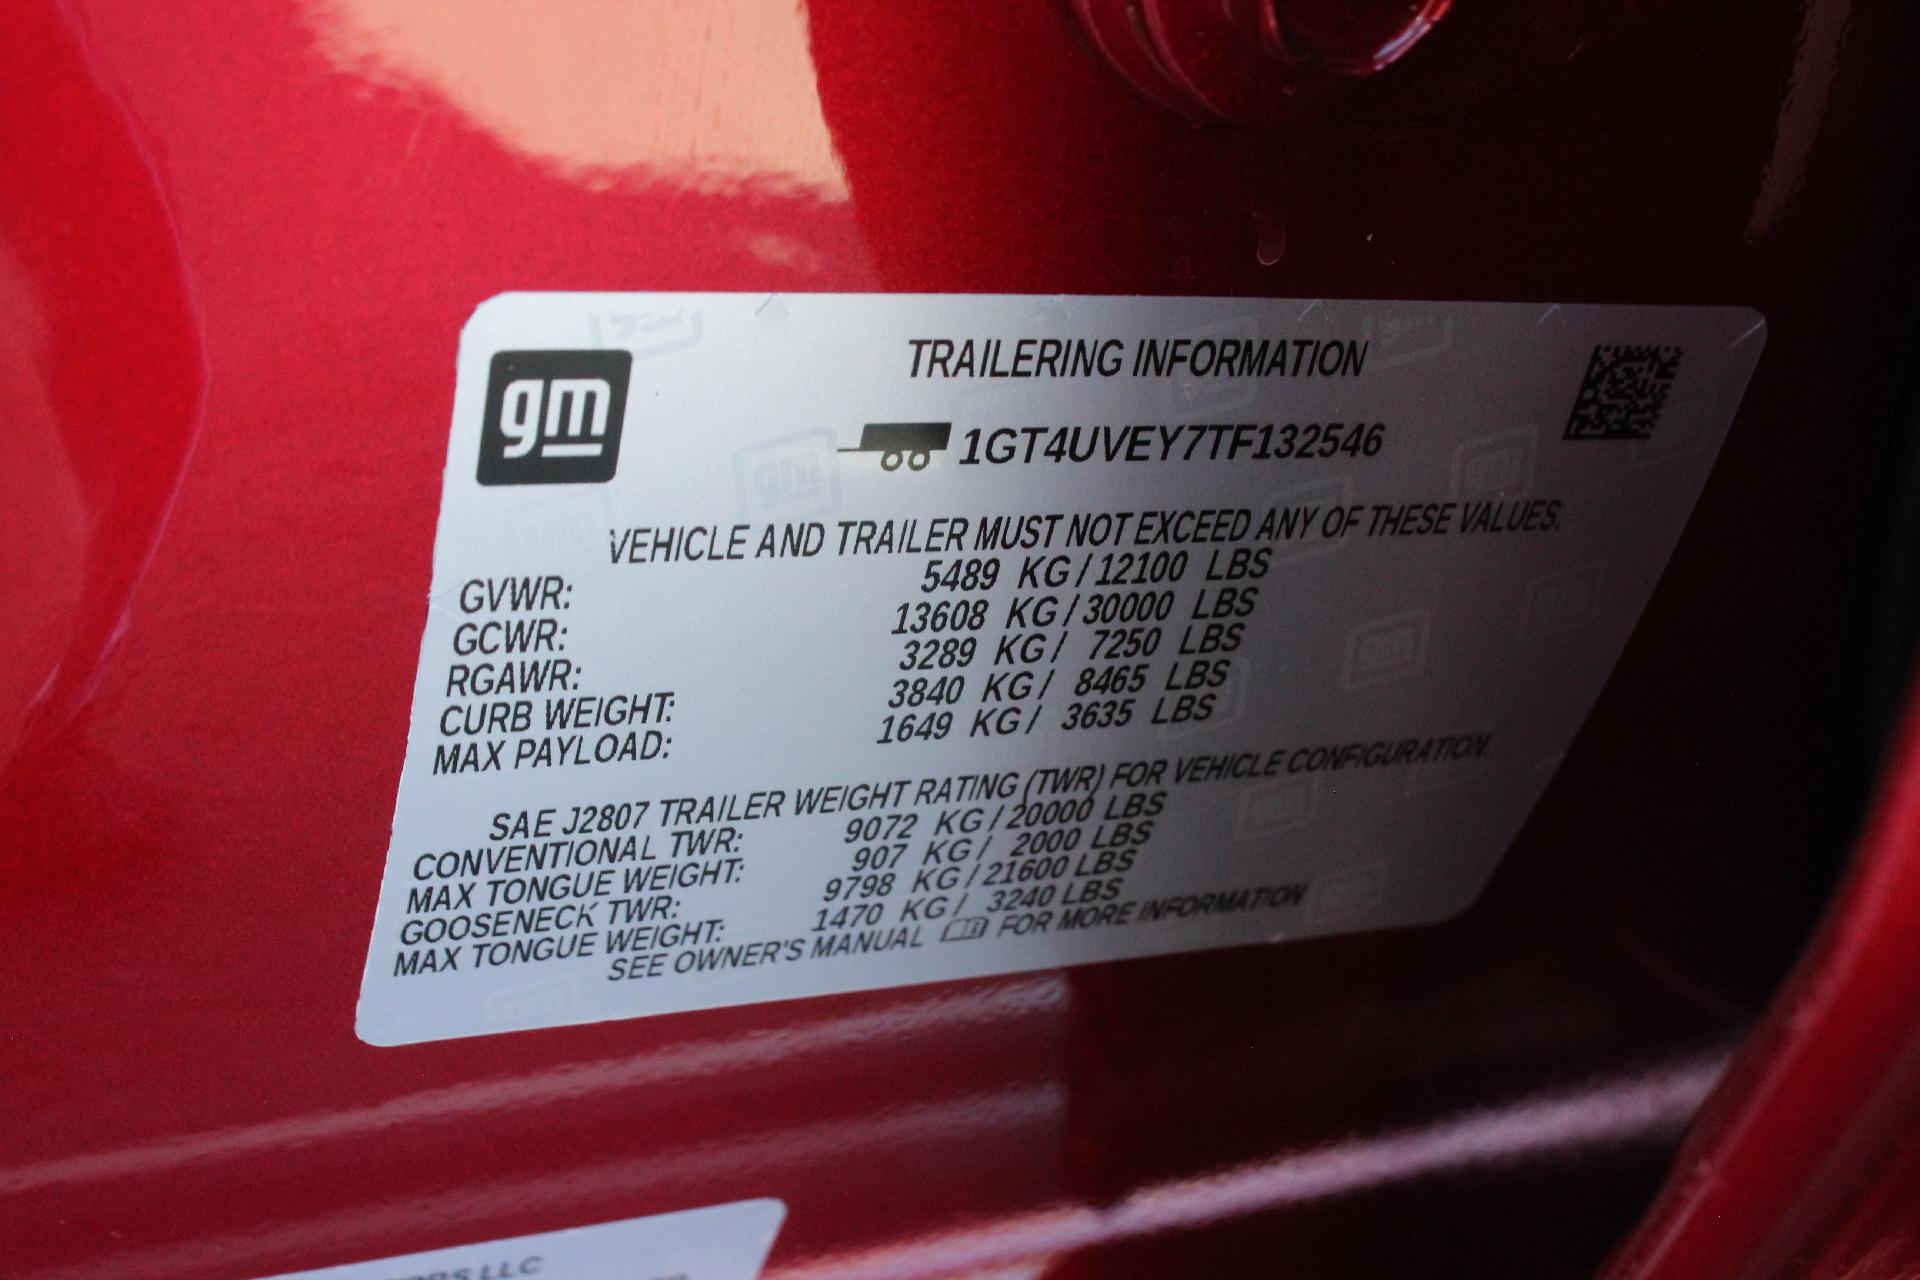 gm
TRAILERING INFORMATION
1GT4UVEY7TF132546
VEHICLE AND TRAILER MUST NOT EXCEED ANY OF THESE VALUES.
GVWR: 5489 KG / 12100 LBS
GCWR: 13608 KG / 30000 LBS
RGAWR: 3289 KG / 7250 LBS
CURB WEIGHT: 3840 KG / 8465 LBS
MAX PAYLOAD: 1649 KG / 3635 LBS
SAE J2807 TRAILER WEIGHT RATING (TWR) FOR VEHICLE CONFIGURATION
CONVENTIONAL TWR: 9072 KG / 20000 LBS
MAX TONGUE WEIGHT: 907 KG / 2000 LBS
GOOSENECK TWR: 9798 KG / 21600 LBS
MAX TONGUE WEIGHT: 1470 KG / 3240 LBS
SEE OWNER'S MANUAL FOR MORE INFORMATION
LLC